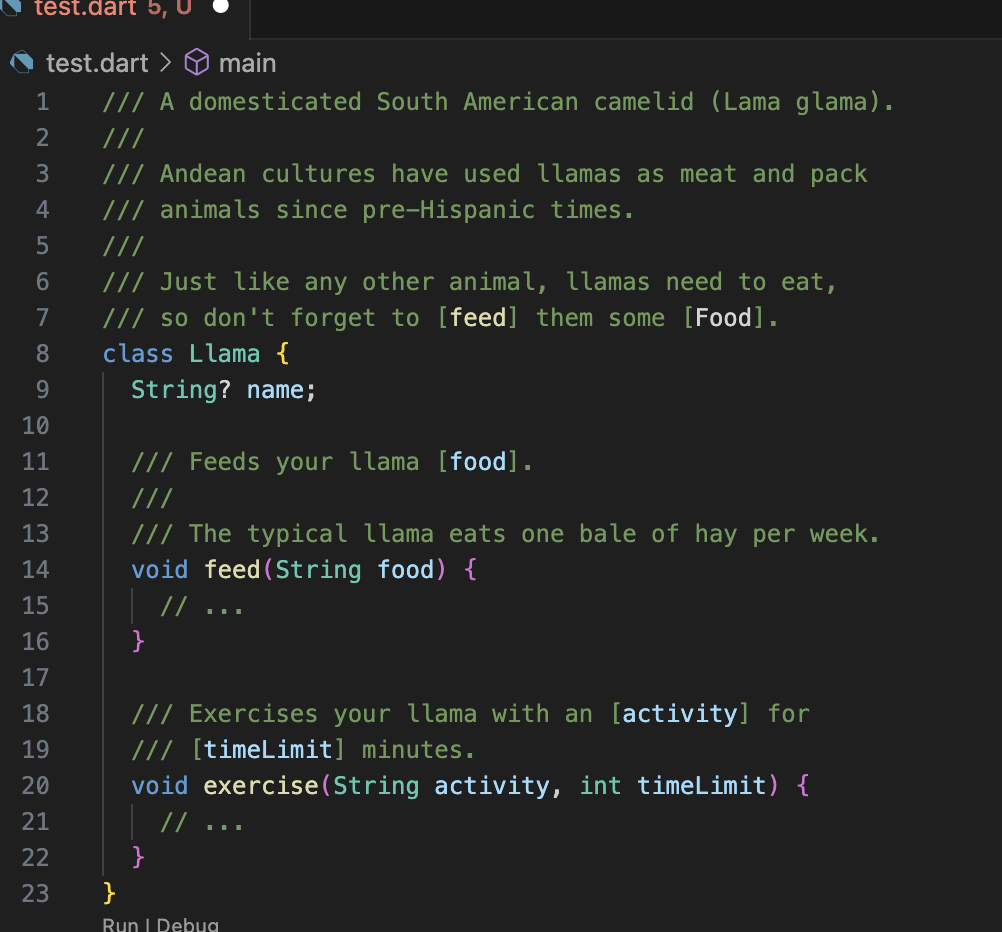 test.dart 5, U
test.dart > main
1 /// A domesticated South American camelid (Lama glama).
2 ///
3 /// Andean cultures have used llamas as meat and pack
4 /// animals since pre-Hispanic times.
5 ///
6 /// Just like any other animal, llamas need to eat,
7 /// so don't forget to [feed] them some [Food].
8 class Llama {
9   String? name;
10
11   /// Feeds your llama [food].
12   ///
13   /// The typical llama eats one bale of hay per week.
14   void feed(String food) {
15     // ...
16   }
17
18   /// Exercises your llama with an [activity] for
19   /// [timeLimit] minutes.
20   void exercise(String activity, int timeLimit) {
21     // ...
22   }
23 }
Run | Debug